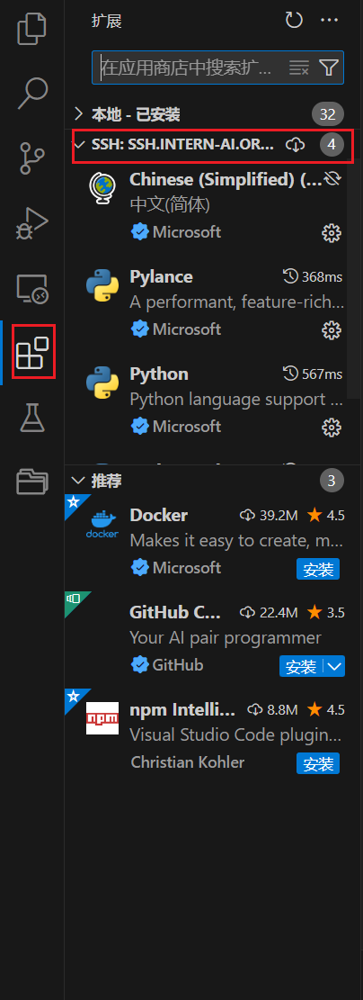 扩展
在应用商店中搜索扩...
本地 - 已安装 32
SSH: SSH.INTERN-AI.OR... 4
Chinese (Simplified) (...
中文(简体)
Microsoft
Pylance 368ms
A performant, feature-rich...
Microsoft
Python 567ms
Python language support ...
Microsoft
推荐 3
Docker 39.2M 4.5
docker
Makes it easy to create, m...
Microsoft 安装
GitHub C... 22.4M 3.5
Your AI pair programmer
GitHub 安装
npm Intelli... 8.8M 4.5
npm
Visual Studio Code plugin...
Christian Kohler 安装